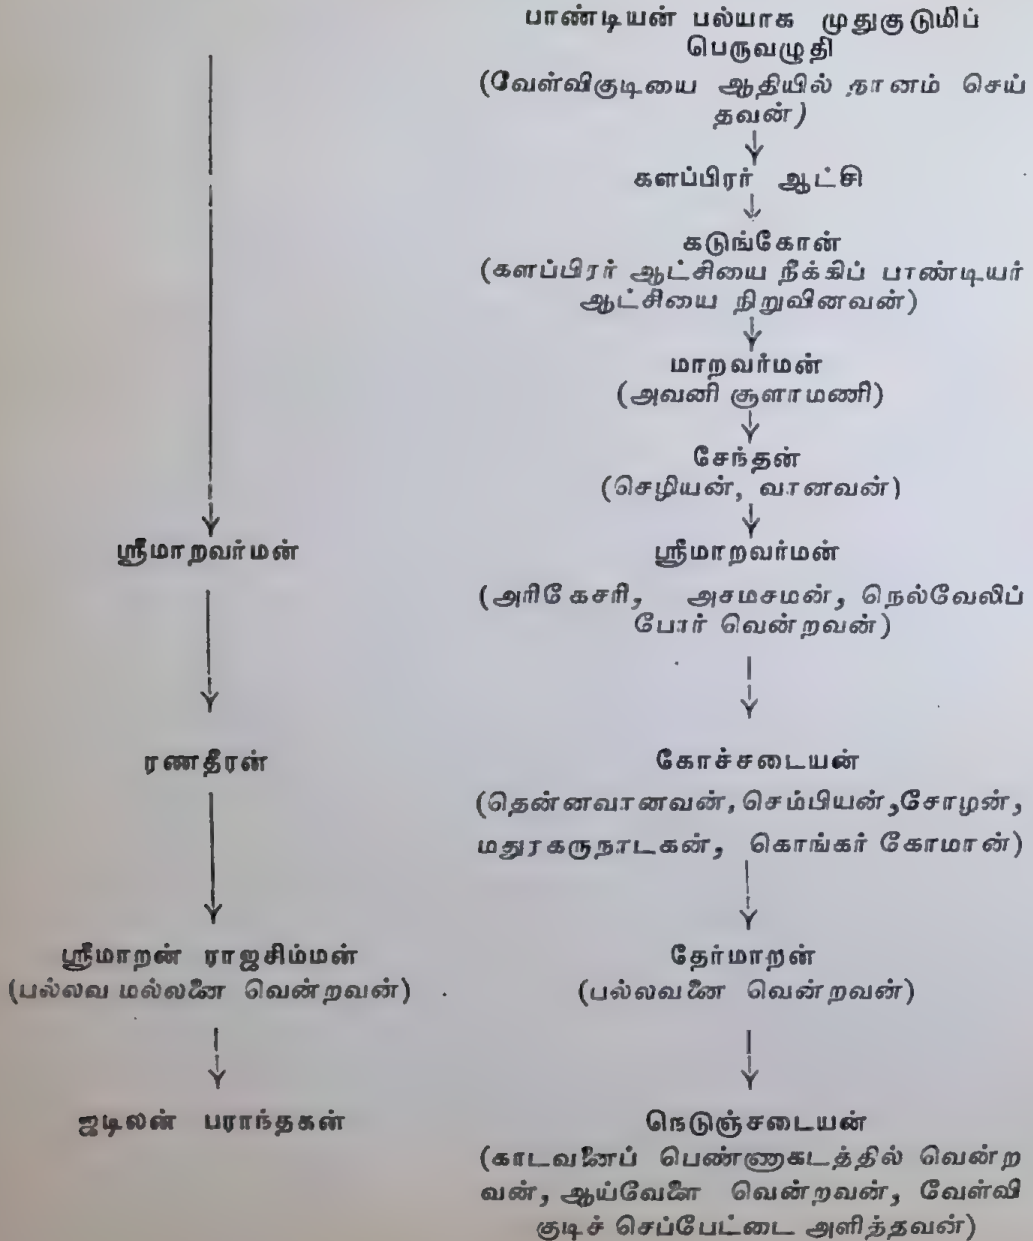 பாண்டியன் பல்யாக முதுகுடுமிப்
பெருவழுதி
(வேள்விகுடியை ஆதியில் தானம் செய்
தவன்)
களப்பிரர் ஆட்சி
கடுங்கோன்
(களப்பிரர் ஆட்சியை நீக்கிப் பாண்டியர்
ஆட்சியை நிறுவினவன்)
மாறவர்மன்
(அவனி சூளாமணி)
சேந்தன்
(செழியன், வானவன்)
ஸ்ரீமாறவர்மன்
ஸ்ரீமாறவர்மன்
(அரிகேசரி, அசமசமன், நெல்வேலிப்
போர் வென்றவன்)
ரணதீரன்
கோச்சடையன்
(தென்னவானவன், செம்பியன், சோழன்,
மதுரகருநாடகன், கொங்கர் கோமான்)
ஸ்ரீமாறன் ராஜசிம்மன்
(பல்லவ மல்லனை வென்றவன்)
தேர்மாறன்
(பல்லவனை வென்றவன்)
ஜடிலன் பராந்தகன்
நெடுஞ்சடையன்
(காடவனைப் பெண்ணாகடத்தில் வென்ற
வன், ஆய்வேளை வென்றவன், வேள்வி
குடிச் செப்பேட்டை அளித்தவன்)